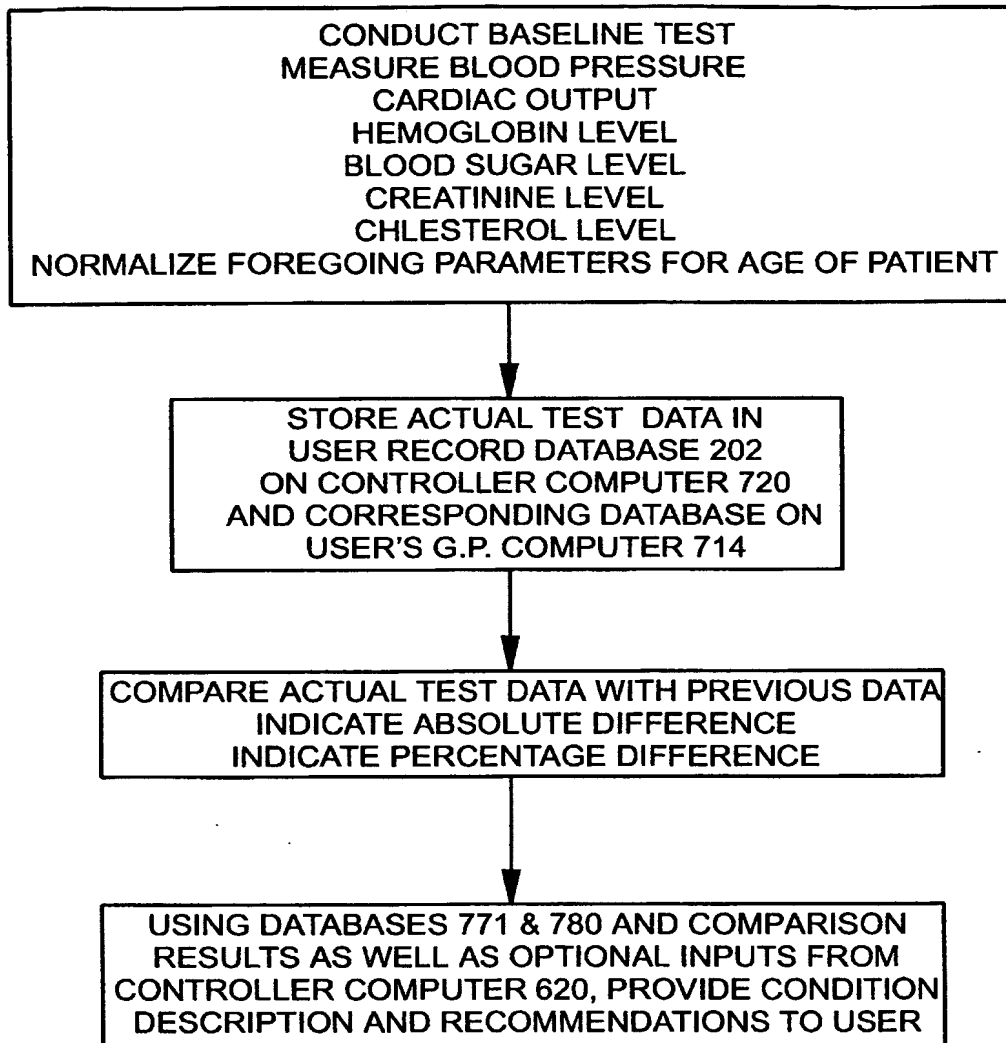 CONDUCT BASELINE TEST
MEASURE BLOOD PRESSURE
CARDIAC OUTPUT
HEMOGLOBIN LEVEL
BLOOD SUGAR LEVEL
CREATININE LEVEL
CHLESTEROL LEVEL
NORMALIZE FOREGOING PARAMETERS FOR AGE OF PATIENT
STORE ACTUAL TEST DATA IN
USER RECORD DATABASE 202
ON CONTROLLER COMPUTER 720
AND CORRESPONDING DATABASE ON
USER'S G.P. COMPUTER 714
COMPARE ACTUAL TEST DATA WITH PREVIOUS DATA
INDICATE ABSOLUTE DIFFERENCE
INDICATE PERCENTAGE DIFFERENCE
USING DATABASES 771 & 780 AND COMPARISON
RESULTS AS WELL AS OPTIONAL INPUTS FROM
CONTROLLER COMPUTER 620, PROVIDE CONDITION
DESCRIPTION AND RECOMMENDATIONS TO USER